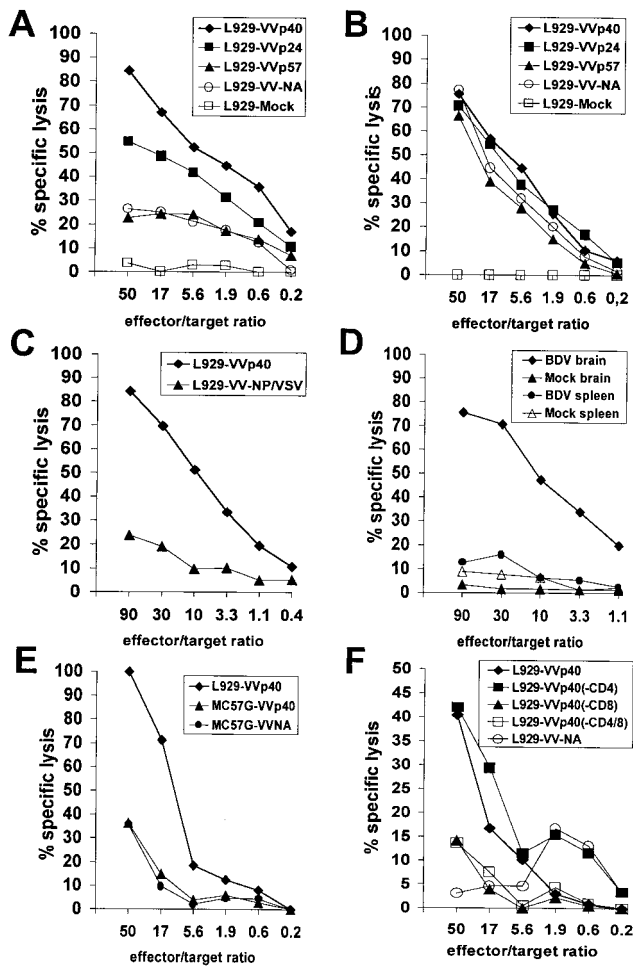 A
L929-VVp40
L929-VVp24
L929-VVp57
L929-VV-NA
L929-Mock
% specific lysis
100
90
80
70
60
50
40
30
20
10
0
50 17 5.6 1.9 0.6 0.2
effector/target ratio
B
L929-VVp40
L929-VVp24
L929-VVp57
L929-VV-NA
L929-Mock
% specific lysis
100
90
80
70
60
50
40
30
20
10
0
50 17 5.6 1.9 0.6 0,2
effector/target ratio
C
L929-VVp40
L929-VV-NP/VSV
% specific lysis
100
90
80
70
60
50
40
30
20
10
0
90 30 10 3.3 1.1 0.4
effector/target ratio
D
BDV brain
Mock brain
BDV spleen
Mock spleen
% specific lysis
100
90
80
70
60
50
40
30
20
10
0
90 30 10 3.3 1.1
effector/target ratio
E
L929-VVp40
MC57G-VVp40
MC57G-VVNA
% specific lysis
100
90
80
70
60
50
40
30
20
10
0
50 17 5.6 1.9 0.6 0.2
effector/target ratio
F
L929-VVp40
L929-VVp40(-CD4)
L929-VVp40(-CD8)
L929-VVp40(-CD4/8)
L929-VV-NA
% specific lysis
50
45
40
35
30
25
20
15
10
5
0
50 17 5.6 1.9 0.6 0.2
effector/target ratio